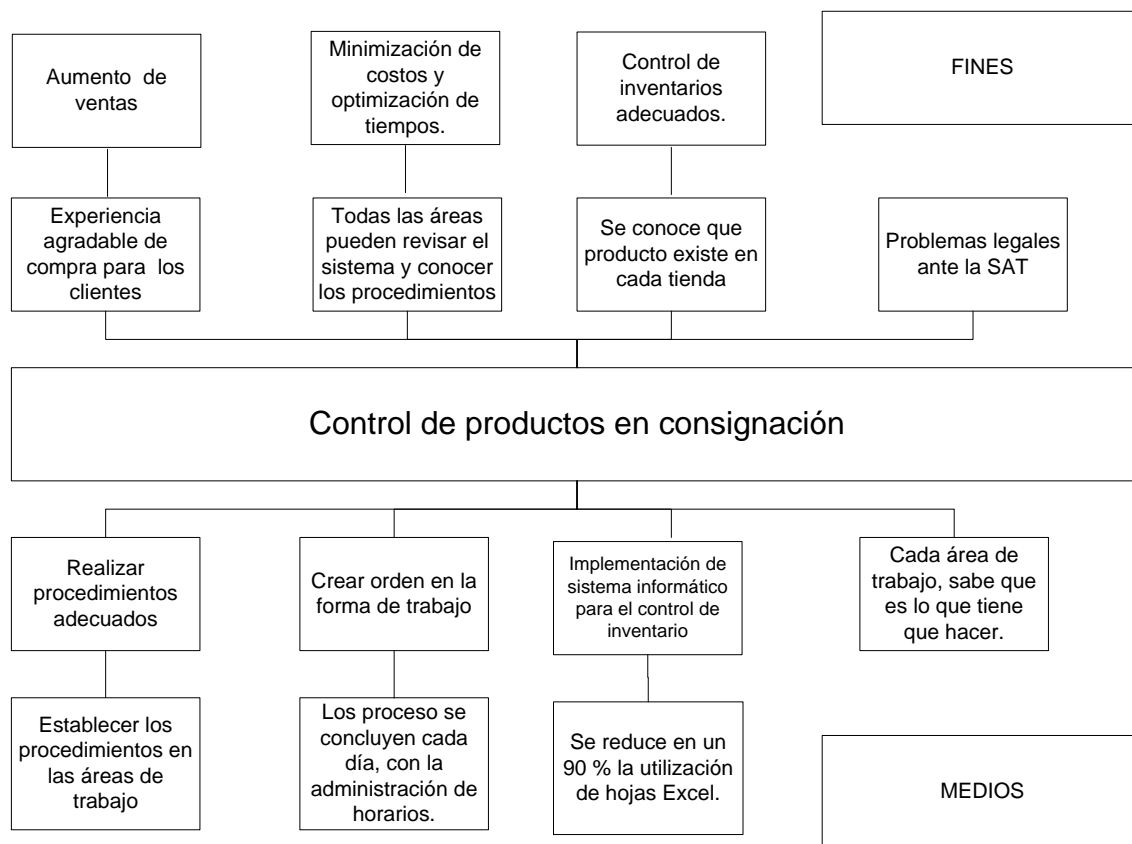 Aumento de
ventas
Minimización de
costos y
optimización de
tiempos.
Control de
inventarios
adecuados.
FINES
Experiencia
agradable de
compra para los
clientes
Todas las áreas
pueden revisar el
sistema y conocer
los procedimientos
Se conoce que
producto existe en
cada tienda
Problemas legales
ante la SAT
Control de productos en consignación
Realizar
procedimientos
adecuados
Crear orden en la
forma de trabajo
Implementación de
sistema informático
para el control de
inventario
Cada área de
trabajo, sabe que
es lo que tiene
que hacer.
Establecer los
procedimientos en
las áreas de
trabajo
Los proceso se
concluyen cada
día, con la
administración de
horarios.
Se reduce en un
90 % la utilización
de hojas Excel.
MEDIOS